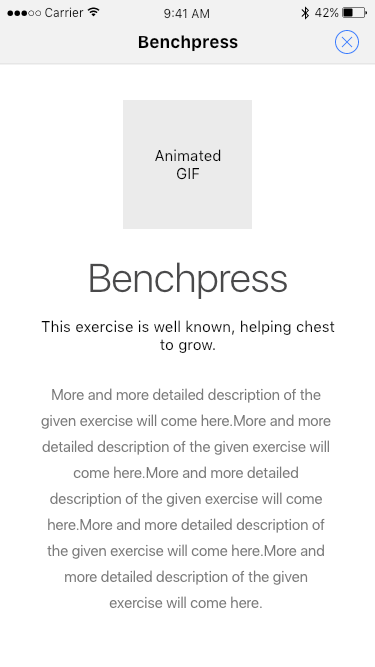 Carrier 9:41 AM 42%
Benchpress
Animated
GIF
Benchpress
This exercise is well known, helping chest
to grow.
More and more detailed description of the
given exercise will come here.More and more
detailed description of the given exercise will
come here.More and more detailed
description of the given exercise will come
here.More and more detailed description of
the given exercise will come here.More and
more detailed description of the given
exercise will come here.